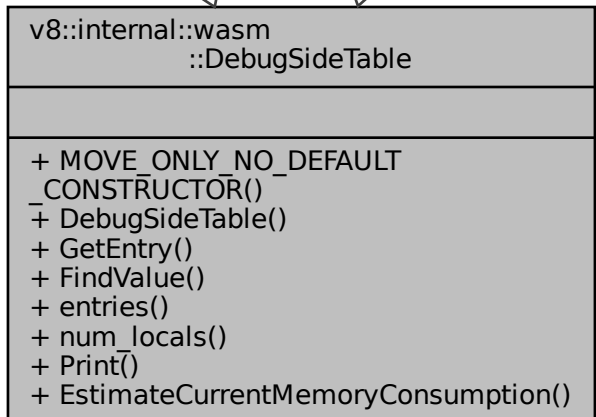 v8::internal::wasm
::DebugSideTable
+ MOVE_ONLY_NO_DEFAULT
_CONSTRUCTOR()
+ DebugSideTable()
+ GetEntry()
+ FindValue()
+ entries()
+ num_locals()
+ Print()
+ EstimateCurrentMemoryConsumption()